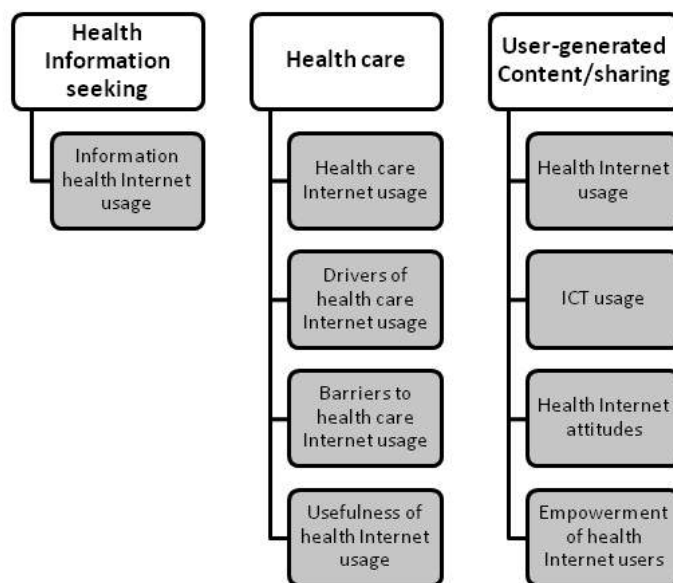 Health
Information
seeking
Information
health Internet
usage
Health care
Health care
Internet usage
Drivers of
health care
Internet usage
Barriers to
health care
Internet usage
Usefulness of
health Internet
usage
User-generated
Content/sharing
Health Internet
usage
ICT usage
Health Internet
attitudes
Empowerment
of health
Internet users